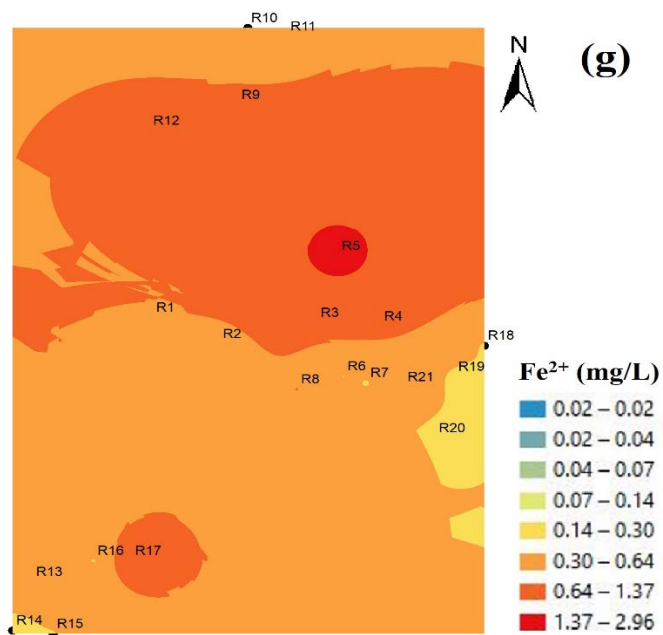 R10
R11
N
(g)
R9
R12
R5
R3
R4
R1
R2
R18
R19
R6
R7
R21
R8
R20
R16
R17
R13
R14
R15
Fe²⁺ (mg/L)
0.02 – 0.02
0.02 – 0.04
0.04 – 0.07
0.07 – 0.14
0.14 – 0.30
0.30 – 0.64
0.64 – 1.37
1.37 – 2.96